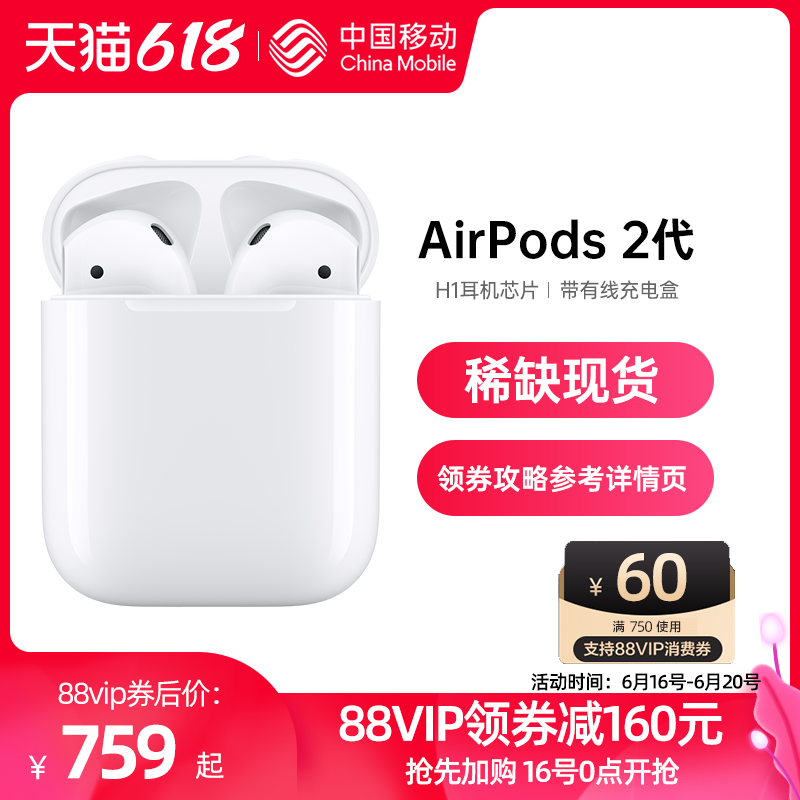 天猫618
中国移动
China Mobile
AirPods 2代
H1耳机芯片 | 带有线充电盒
稀缺现货
领券攻略参考详情页
¥ 60
满 750 使用
支持88VIP消费券
活动时间：6月16号-6月20号
88vip券后价：
¥ 759 起
88VIP领券减160元
抢先加购 16号0点开抢